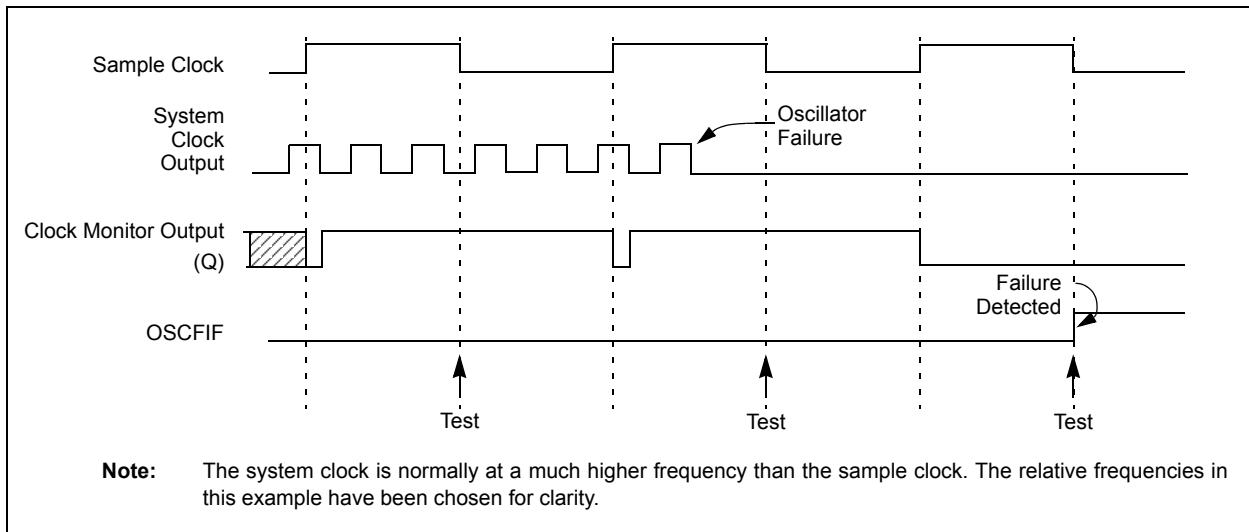 Sample Clock
System
Clock
Output
Oscillator
Failure
Clock Monitor Output
(Q)
Failure
Detected
OSCFIF
Test
Test
Test
Note: The system clock is normally at a much higher frequency than the sample clock. The relative frequencies in
this example have been chosen for clarity.